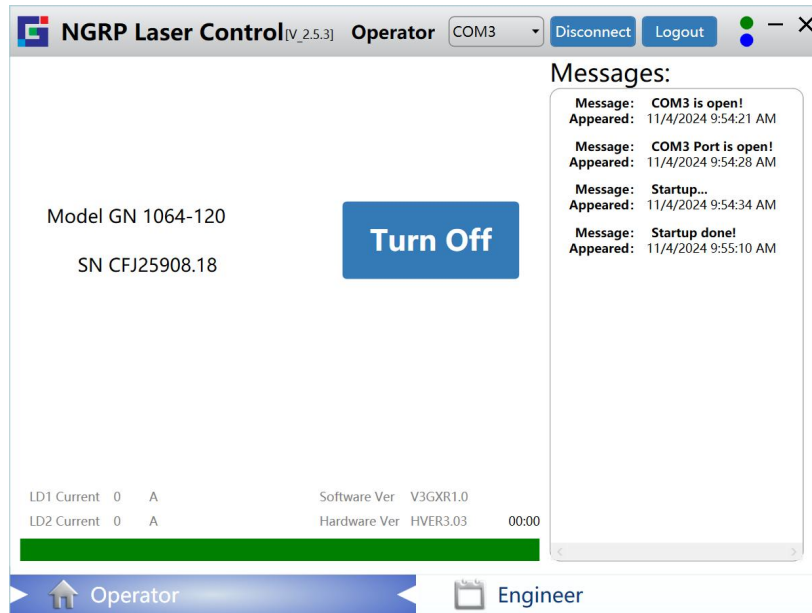 NGRP Laser Control[V_2.5.3] Operator COM3 Disconnect Logout
Messages:
Message: COM3 is open!
Appeared: 11/4/2024 9:54:21 AM
Message: COM3 Port is open!
Appeared: 11/4/2024 9:54:28 AM
Message: Startup...
Appeared: 11/4/2024 9:54:34 AM
Message: Startup done!
Appeared: 11/4/2024 9:55:10 AM
Model GN 1064-120
SN CFJ25908.18
Turn Off
LD1 Current 0 A Software Ver V3GXR1.0
LD2 Current 0 A Hardware Ver HVER3.03 00:00
Operator Engineer